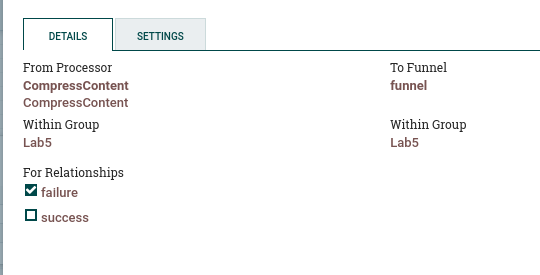 DETAILS
SETTINGS
From Processor
CompressContent
CompressContent
Within Group
Lab5
To Funnel
funnel
Within Group
Lab5
For Relationships
failure
success